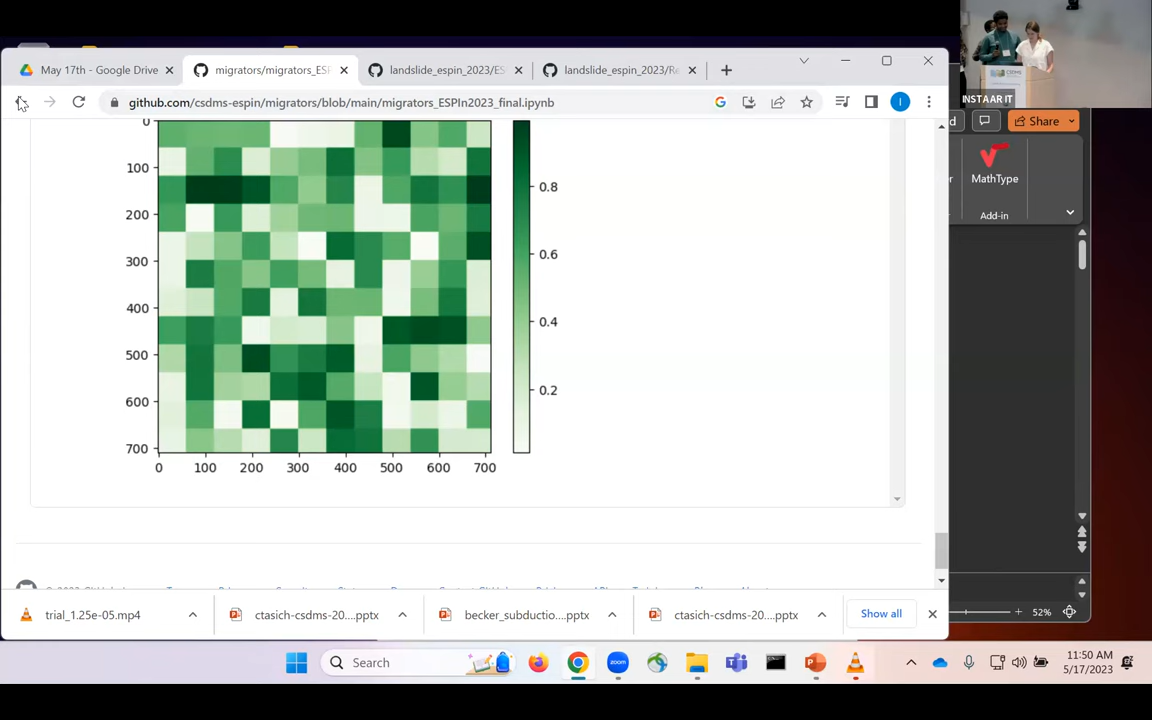 May 17th - Google Drive
migrators/migrators_ESPI
landslide_espin_2023/ES
landslide_espin_2023/Re
github.com/csdms-espin/migrators/blob/main/migrators_ESPIn2023_final.ipynb
INSTAAR IT
Share
MathType
Add-in
0
100
200
300
400
500
600
700
0 100 200 300 400 500 600 700
0.8
0.6
0.4
0.2
trial_1.25e-05.mp4
ctasich-csdms-20....pptx
becker_subductio....pptx
ctasich-csdms-20....pptx
Show all
52%
Search
11:50 AM
5/17/2023